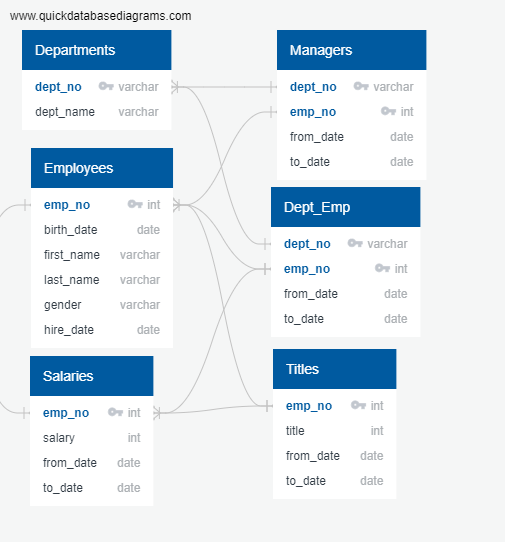 www.quickdatabasediagrams.com
Departments
dept_no varchar
dept_name varchar
Managers
dept_no varchar
emp_no int
from_date date
to_date date
Employees
emp_no int
birth_date date
first_name varchar
last_name varchar
gender varchar
hire_date date
Dept_Emp
dept_no varchar
emp_no int
from_date date
to_date date
Salaries
emp_no int
salary int
from_date date
to_date date
Titles
emp_no int
title int
from_date date
to_date date